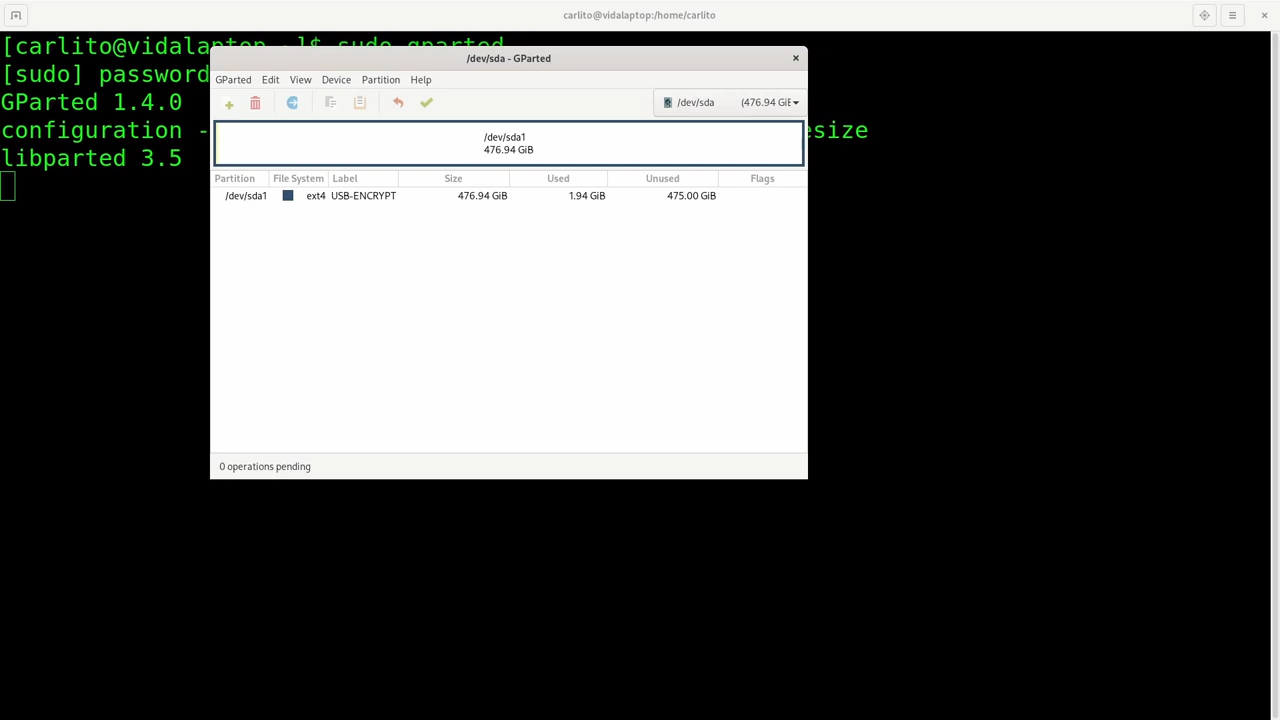 carlito@vidalaptop:/home/carlito
[carlito@vidalaptop ~]$ sudo gparted
[sudo] password
GParted 1.4.0
configuration -
esize
libparted 3.5
/dev/sda - GParted
GParted Edit View Device Partition Help
/dev/sda (476.94 GiB
/dev/sda1
476.94 GiB
Partition File System Label Size Used Unused Flags
/dev/sda1 ext4 USB-ENCRYPT 476.94 GiB 1.94 GiB 475.00 GiB
0 operations pending